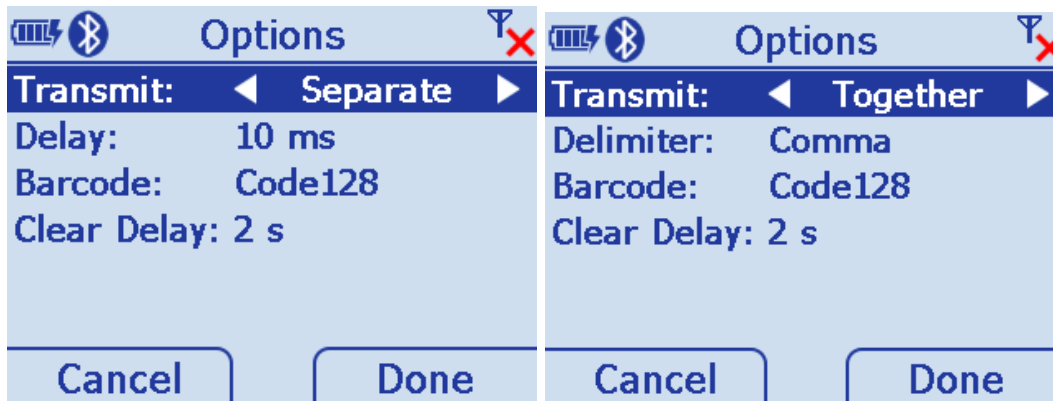 Options
Transmit: Separate
Delay: 10 ms
Barcode: Code128
Clear Delay: 2 s
Cancel Done
Options
Transmit: Together
Delimiter: Comma
Barcode: Code128
Clear Delay: 2 s
Cancel Done